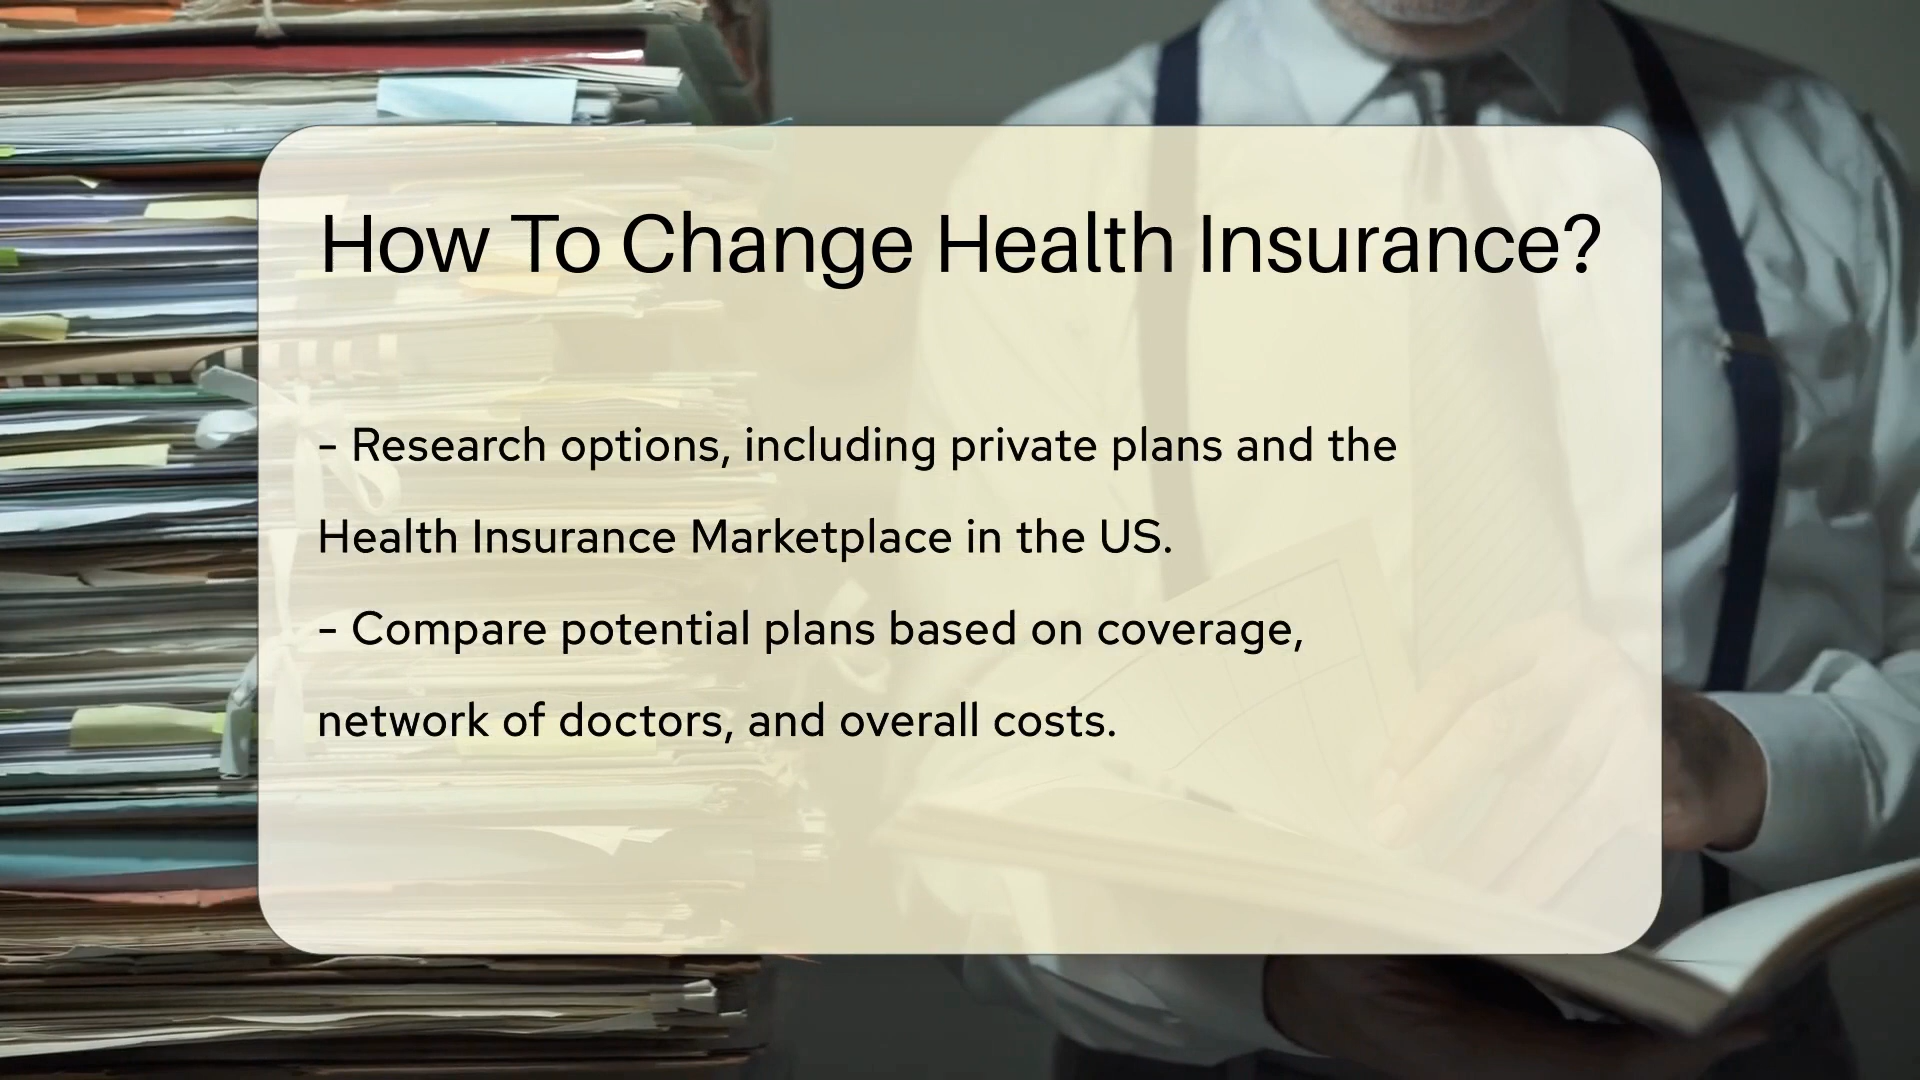 How To Change Health Insurance?
- Research options, including private plans and the
Health Insurance Marketplace in the US.
- Compare potential plans based on coverage,
network of doctors, and overall costs.